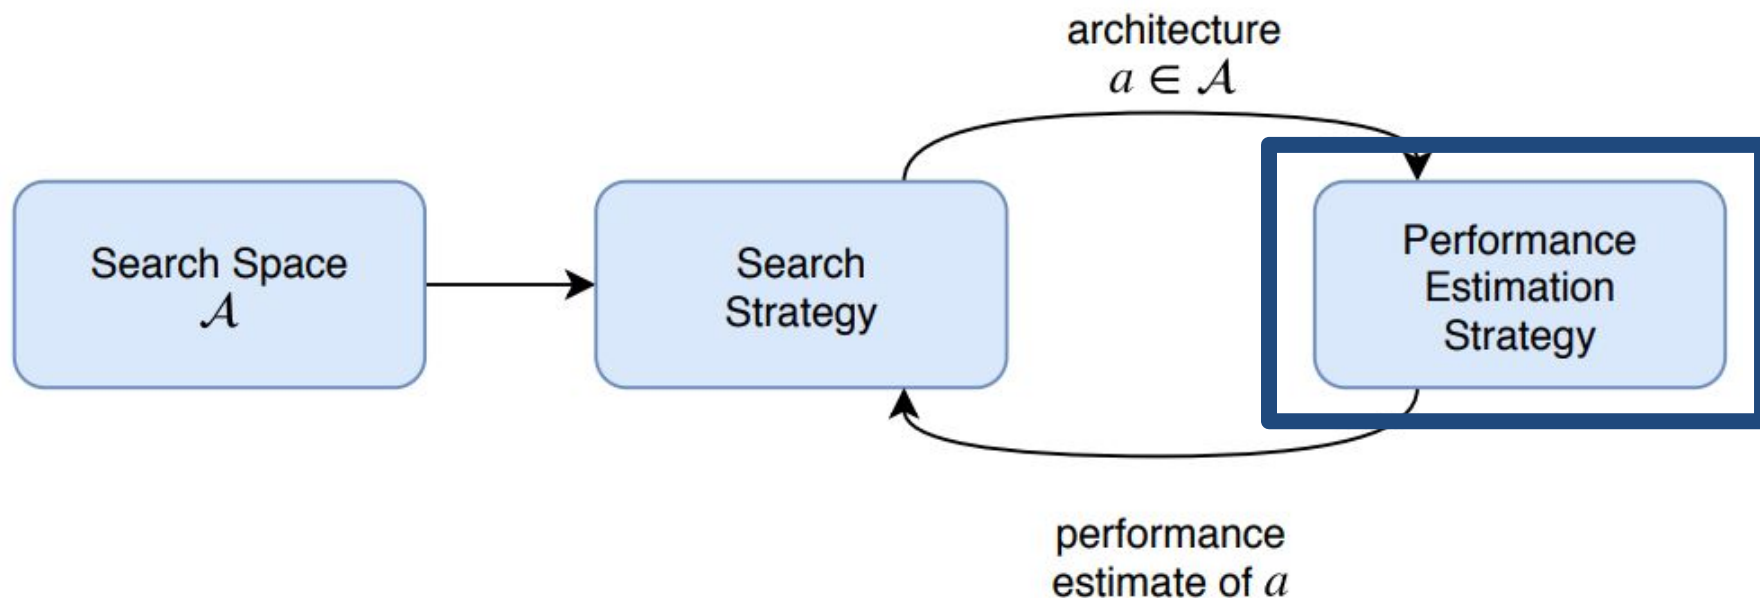 architecture
a ∈ 𝒜
Search Space
𝒜
Search
Strategy
Performance
Estimation
Strategy
performance
estimate of a